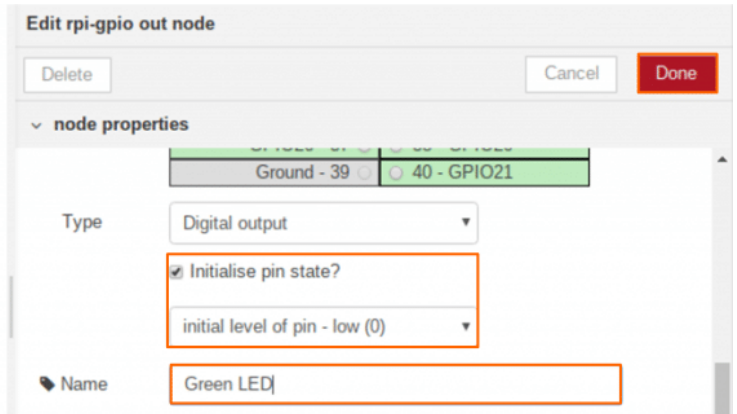 Edit rpi-gpio out node
Delete Cancel Done
node properties
Ground - 39 40 - GPIO21
Type Digital output
Initialise pin state?
initial level of pin - low (0)
Name Green LED